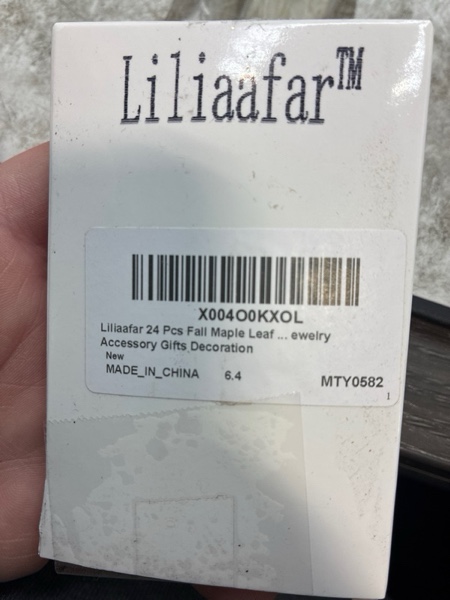 Liliaafar™
X004O0KXOL
Liliaafar 24 Pcs Fall Maple Leaf ... ewelry
Accessory Gifts Decoration
New
MADE_IN_CHINA 6.4 MTY0582
1